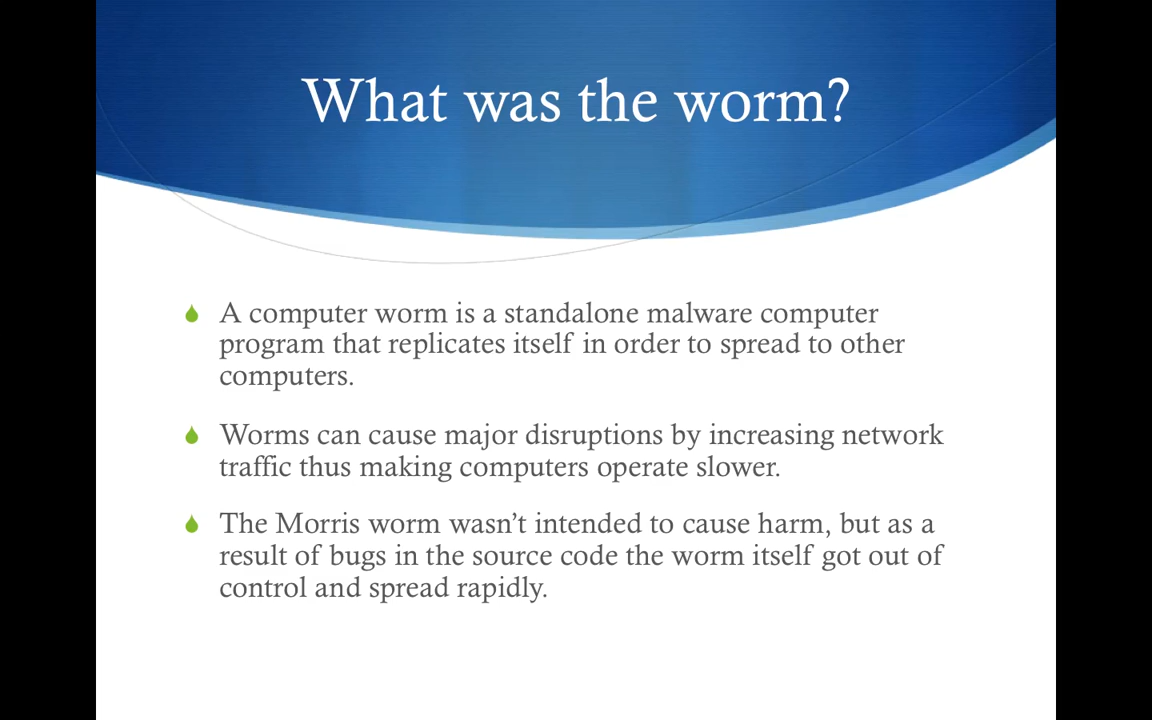 What was the worm?
A computer worm is a standalone malware computer
program that replicates itself in order to spread to other
computers.
Worms can cause major disruptions by increasing network
traffic thus making computers operate slower.
The Morris worm wasn’t intended to cause harm, but as a
result of bugs in the source code the worm itself got out of
control and spread rapidly.